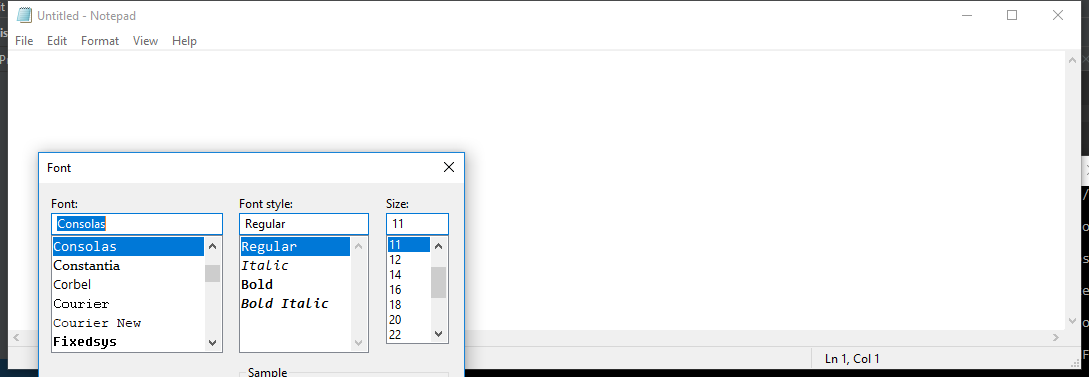 Untitled - Notepad
File Edit Format View Help
Font
Font: Font style: Size:
Consolas Regular 11
Consolas Regular 11
Constantia Italic 12
Corbel Bold 14
Courier Bold Italic 16
Courier New 18
Fixedsys 20
22
Sample
Ln 1, Col 1